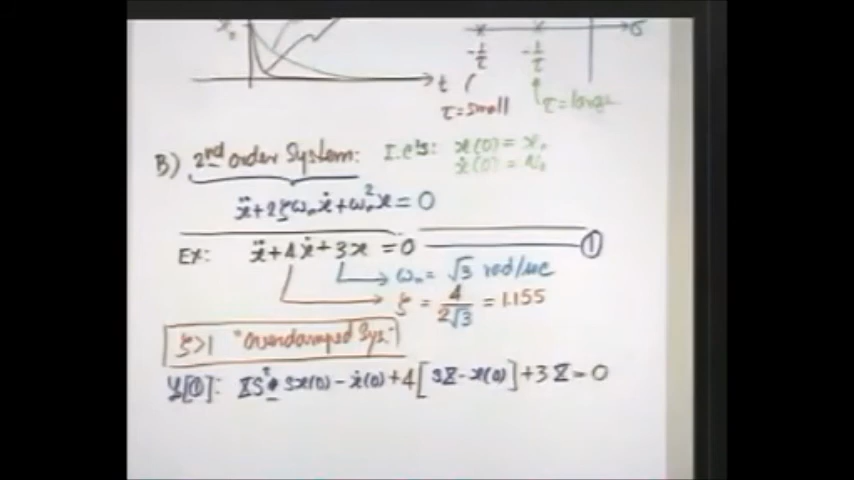 σ
-1/τ -1/τ
t
τ=small τ=large
B) 2nd order System: I.C's: x(0) = x₀
ẋ(0) = v₀
ẍ+2ζωₙẋ+ωₙ²x=0
Ex: ẍ+4ẋ+3x =0 ①
ωₙ= √3 rad/sec
ζ = 4/2√3 = 1.155
ζ>1 "Overdamped Sys."
L[①]: XS² Sx(0) - ẋ(0) +4[SX-x(0)]+3X=0